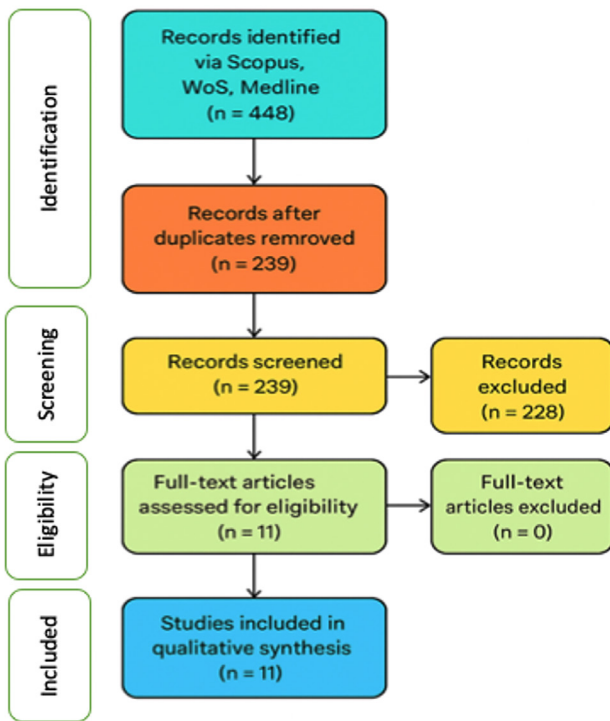 Identification
Records identified
via Scopus,
WoS, Medline
(n = 448)
Records after
duplicates remroved
(n = 239)
Screening
Records screened
(n = 239)
Records
excluded
(n = 228)
Eligibility
Full-text articles
assessed for eligibility
(n = 11)
Full-text
articles excluded
(n = 0)
Included
Studies included in
qualitative synthesis
(n = 11)